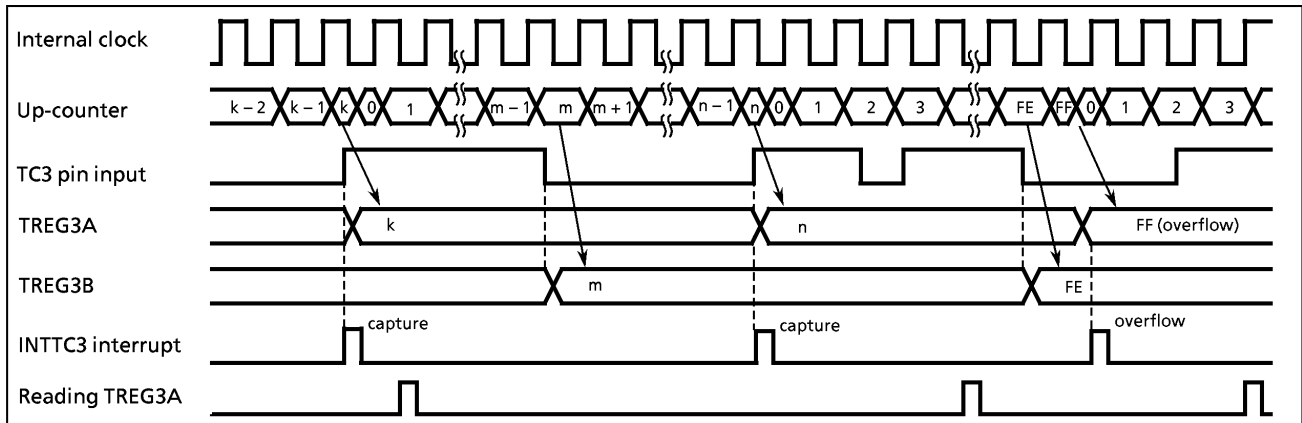 Internal clock
Up-counter k – 2 k – 1 k 0 1 m – 1 m m + 1 n – 1 n 0 1 2 3 FE FF 0 1 2 3
TC3 pin input
TREG3A k n FF (overflow)
TREG3B m FE
INTTC3 interrupt capture capture overflow
Reading TREG3A